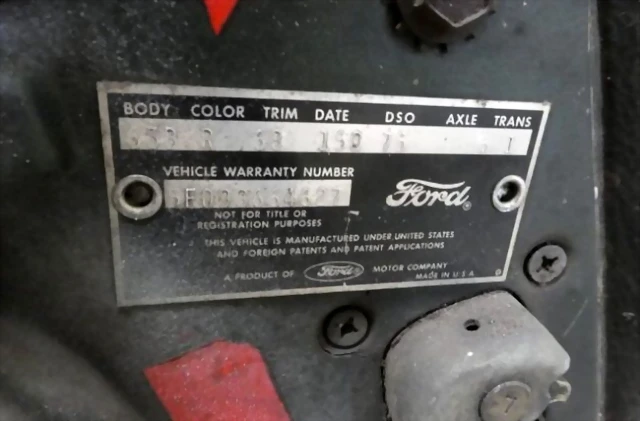 BODY COLOR TRIM DATE DSO AXLE TRANS
VEHICLE WARRANTY NUMBER
Ford
NOT FOR TITLE OR
REGISTRATION PURPOSES
THIS VEHICLE IS MANUFACTURED UNDER UNITED STATES
AND FOREIGN PATENTS AND PATENT APPLICATIONS
A PRODUCT OF Ford MOTOR COMPANY
MADE IN U.S.A.